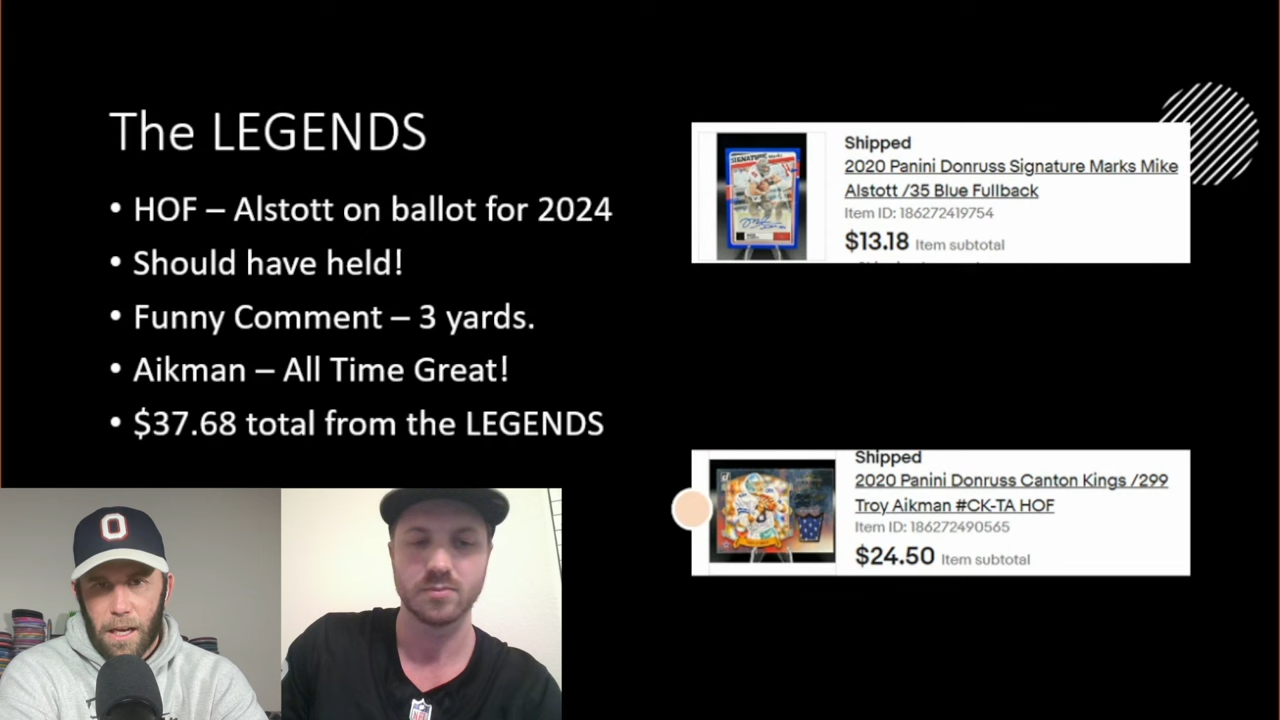 The LEGENDS
• HOF – Alstott on ballot for 2024
• Should have held!
• Funny Comment – 3 yards.
• Aikman – All Time Great!
• $37.68 total from the LEGENDS
Shipped
2020 Panini Donruss Signature Marks Mike
Alstott /35 Blue Fullback
Item ID: 186272419754
$13.18 Item subtotal
SIGNATURE
Shipped
2020 Panini Donruss Canton Kings /299
Troy Aikman #CK-TA HOF
Item ID: 186272490565
$24.50 Item subtotal
O
NFL